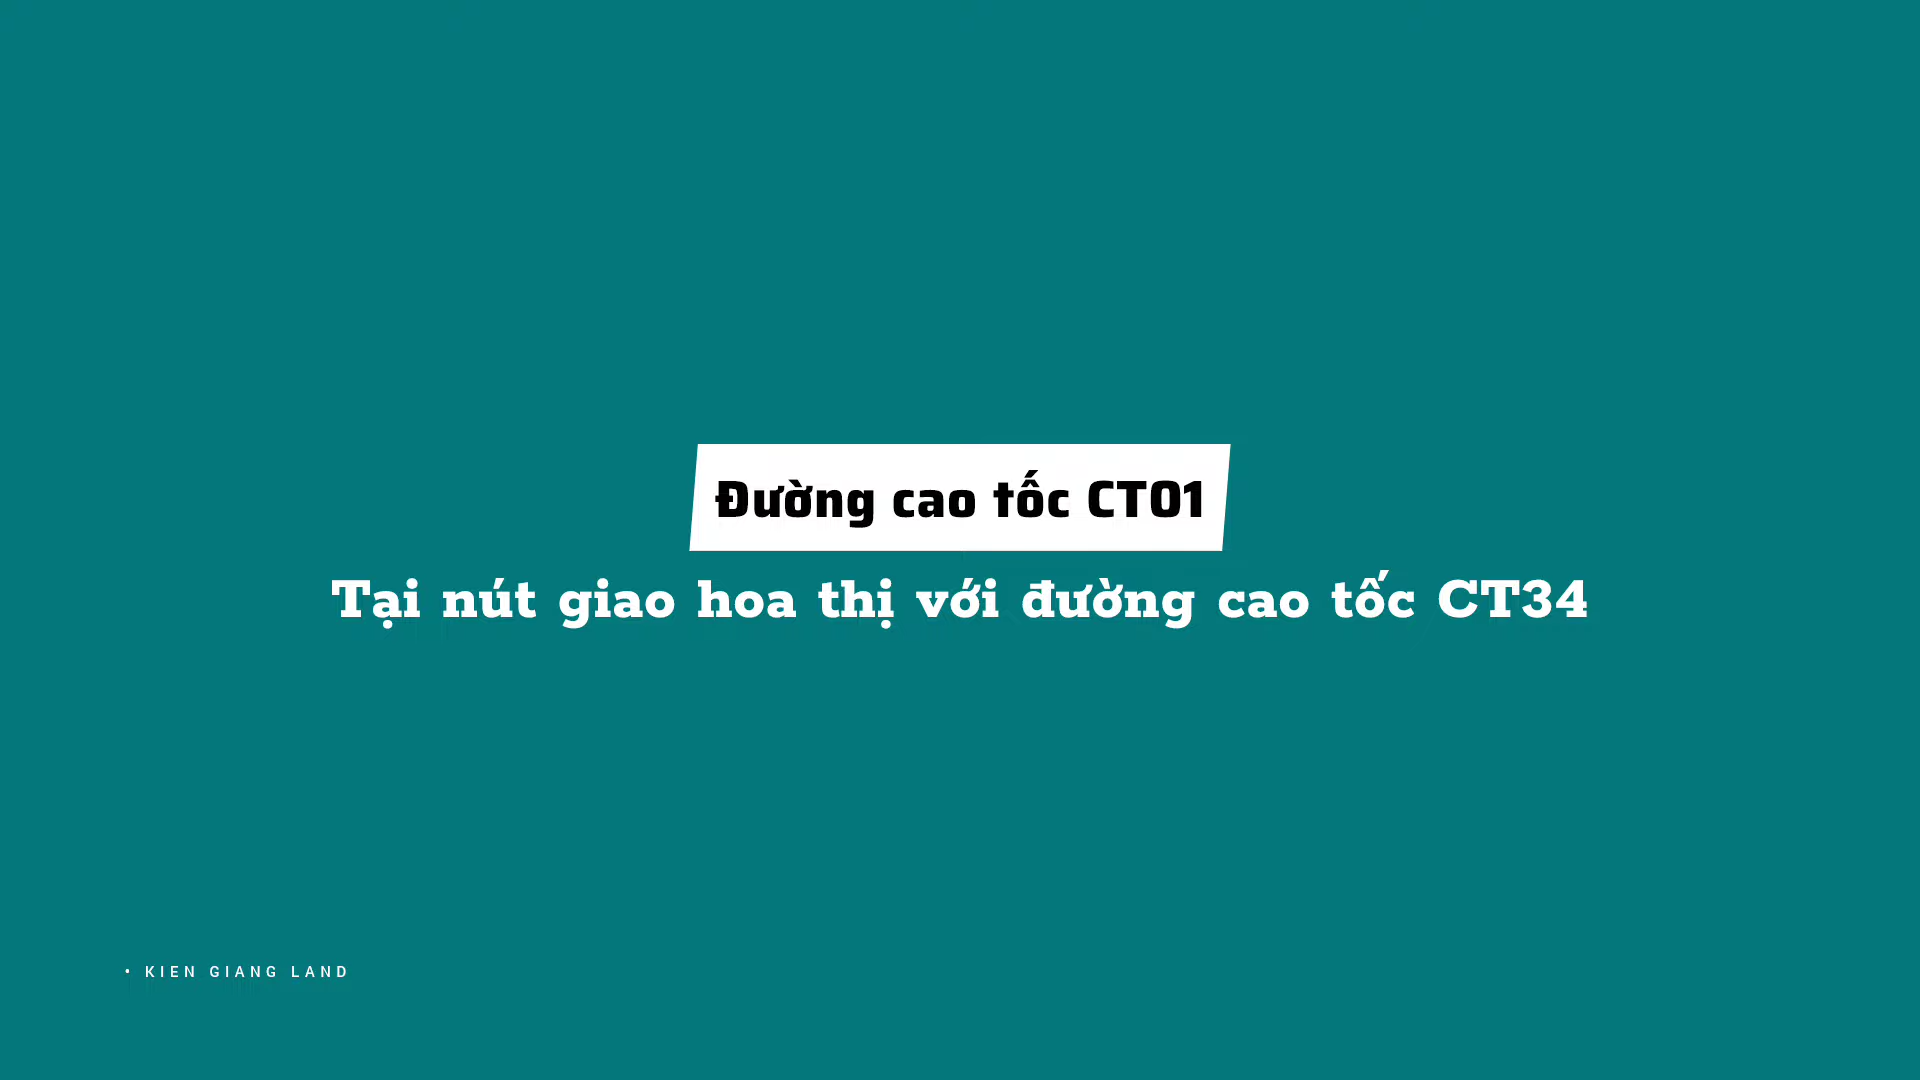 Đường cao tốc CT01
Tại nút giao hoa thị với đường cao tốc CT34
• KIEN GIANG LAND